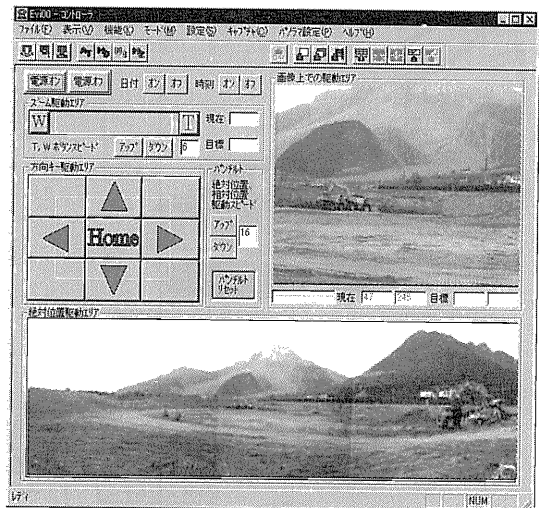 EviD0 - コントローラ
ファイル(F) 表示(V) 機能(K) モード(M) 設定(S) キャプチャ(C) パノラマ設定(P) ヘルプ(H)
電源オン 電源オフ 日付 オン オフ 時刻 オン オフ
ズーム駆動エリア
W T 現在
T, Wボタンスピード アップ ダウン 6 目標
方向キー駆動エリア
Home
パンチルト
絶対位置、
相対位置
駆動スピード
アップ 16
ダウン
パンチルト
リセット
画像上での駆動エリア
現在 47 245 目標
絶対位置駆動エリア
レディ NUM